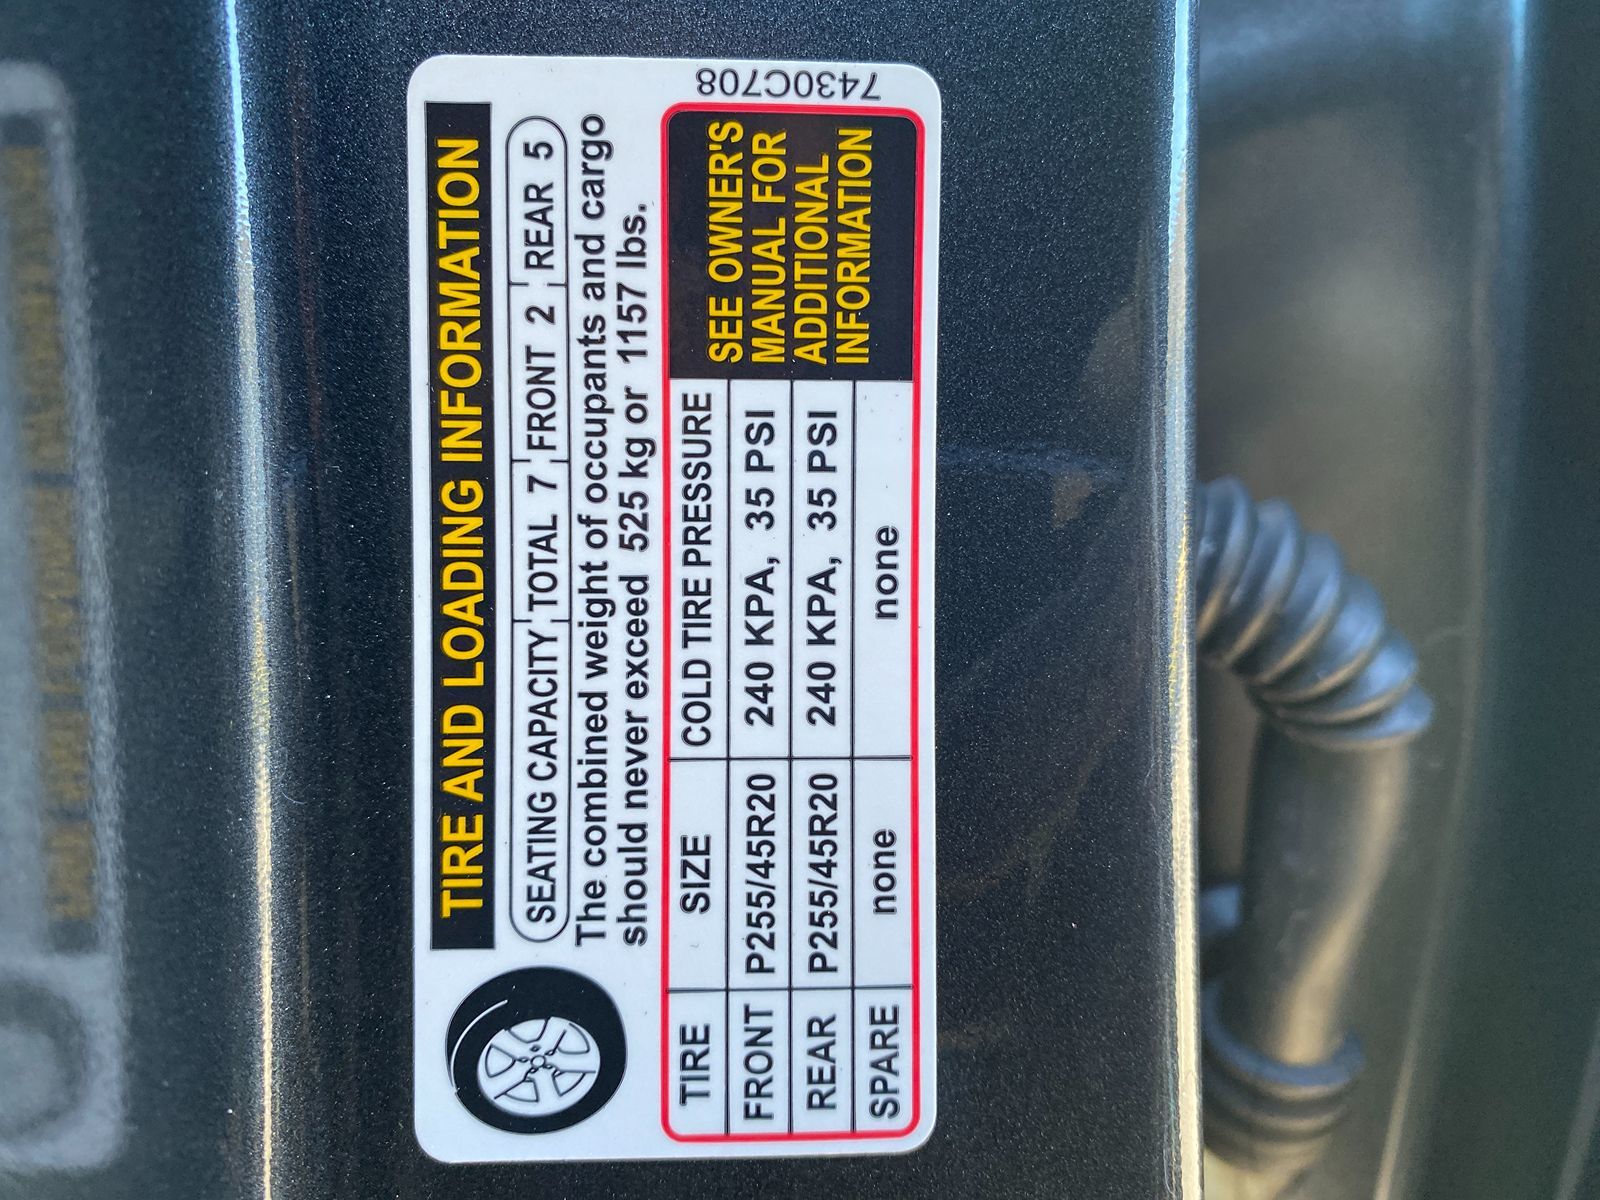 TIRE AND LOADING INFORMATION
SEATING CAPACITY TOTAL 7 FRONT 2 REAR 5
The combined weight of occupants and cargo
should never exceed 525 kg or 1157 lbs.
TIRE SIZE COLD TIRE PRESSURE
FRONT P255/45R20 240 KPA, 35 PSI
REAR P255/45R20 240 KPA, 35 PSI
SPARE none none
SEE OWNER'S
MANUAL FOR
ADDITIONAL
INFORMATION
7430C708